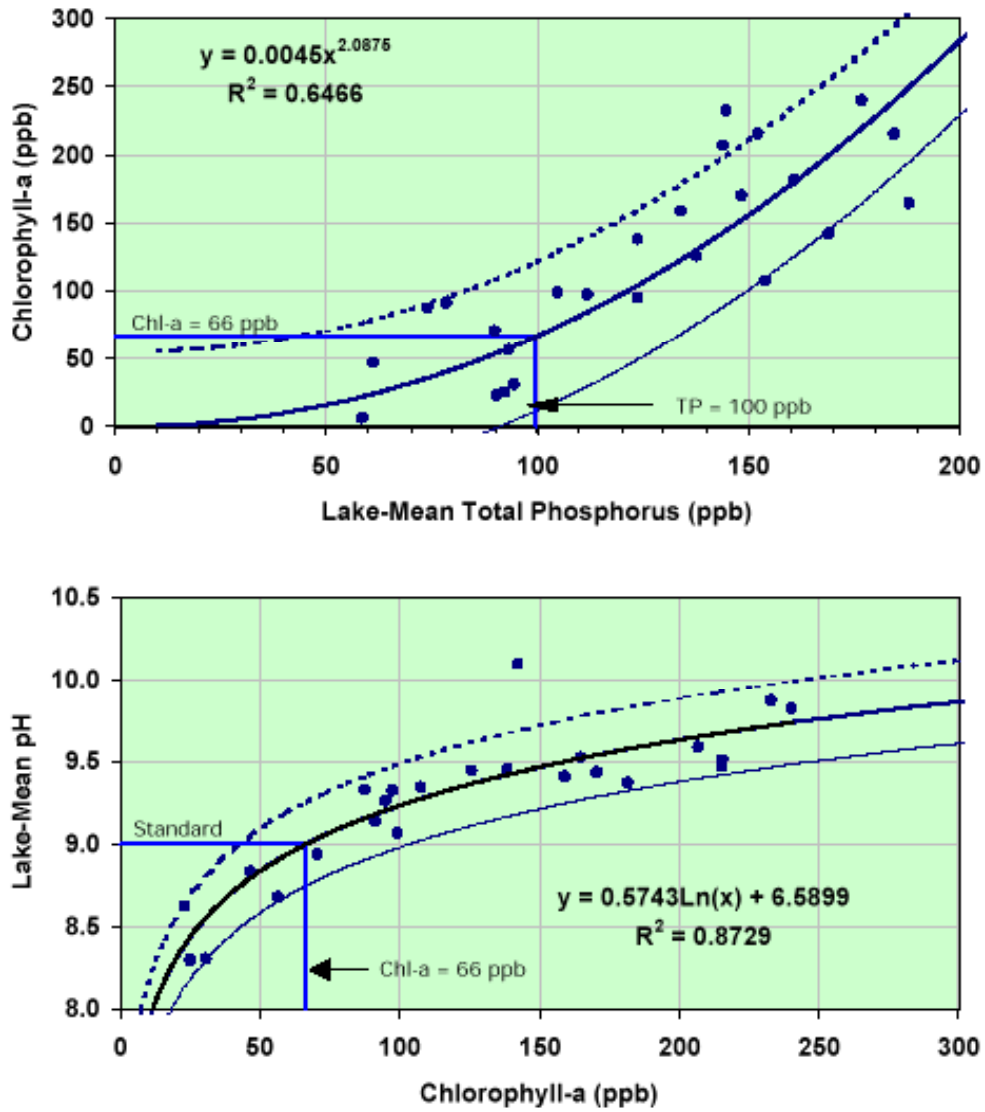 300
250
200
150
100
50
0
Chlorophyll-a (ppb)
y = 0.0045x^2.0875
R² = 0.6466
Chl-a = 66 ppb
TP = 100 ppb
0 50 100 150 200
Lake-Mean Total Phosphorus (ppb)
10.5
10.0
9.5
9.0
8.5
8.0
Lake-Mean pH
Standard
y = 0.5743Ln(x) + 6.5899
R² = 0.8729
Chl-a = 66 ppb
0 50 100 150 200 250 300
Chlorophyll-a (ppb)